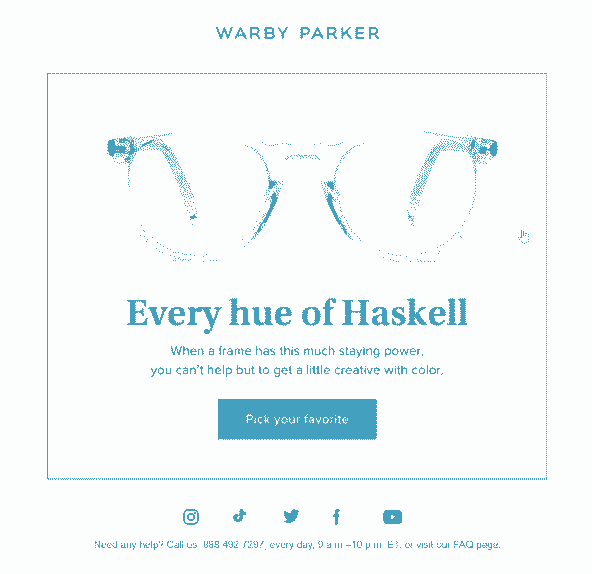 WARBY PARKER
Every hue of Haskell
When a frame has this much staying power,
you can't help but to get a little creative with color.
Pick your favorite
Need any help? Call us: 888.492.7297, every day, 9 a.m.–10 p.m. ET, or visit our FAQ page.